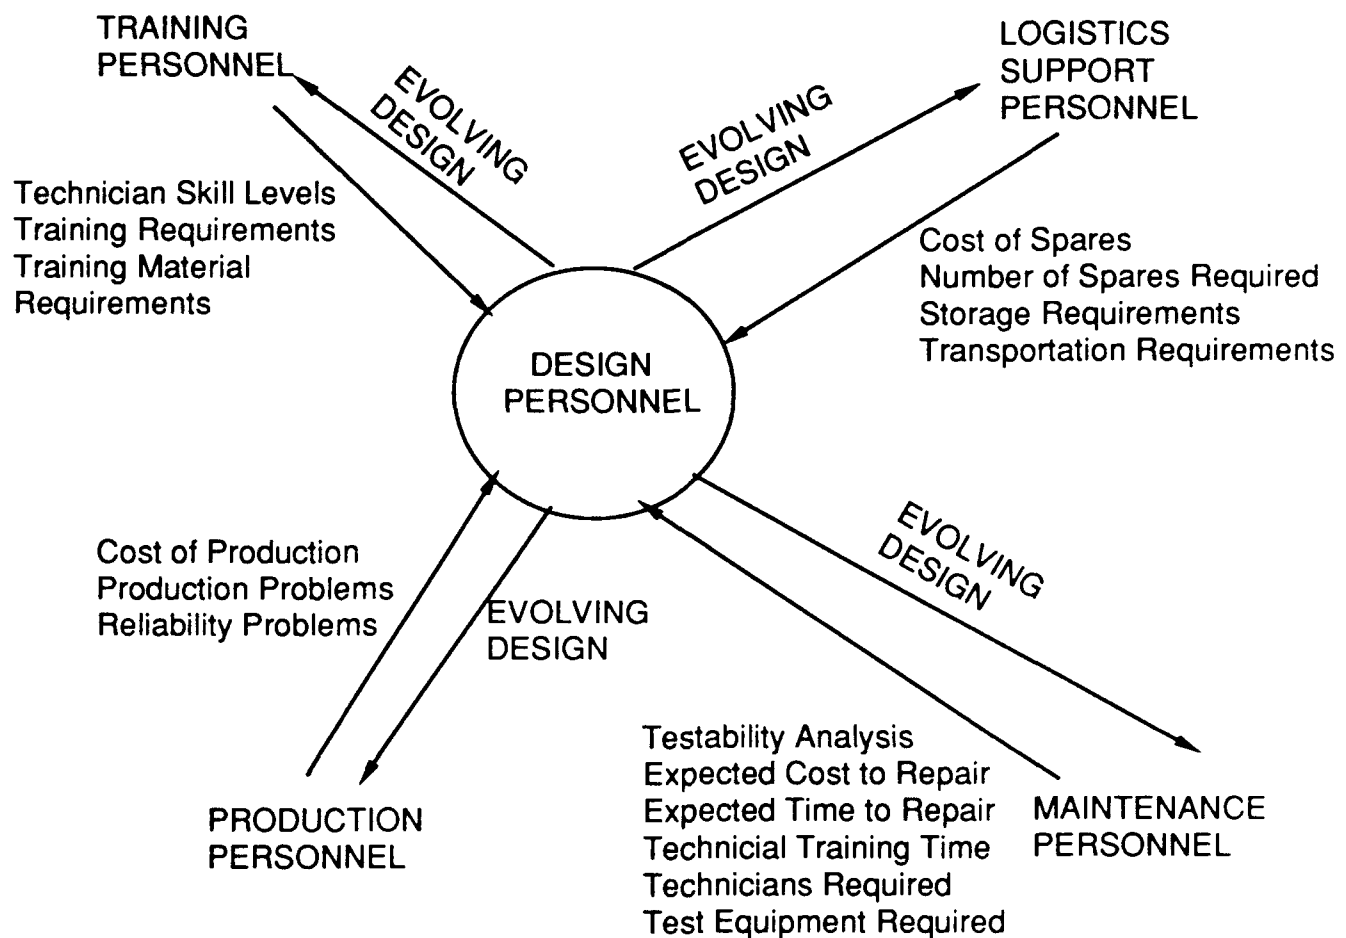 TRAINING
PERSONNEL
EVOLVING
DESIGN
EVOLVING
DESIGN
LOGISTICS
SUPPORT
PERSONNEL
Technician Skill Levels
Training Requirements
Training Material
Requirements
Cost of Spares
Number of Spares Required
Storage Requirements
Transportation Requirements
DESIGN
PERSONNEL
Cost of Production
Production Problems
Reliability Problems
EVOLVING
DESIGN
EVOLVING
DESIGN
PRODUCTION
PERSONNEL
Testability Analysis
Expected Cost to Repair
Expected Time to Repair
Technicial Training Time
Technicians Required
Test Equipment Required
MAINTENANCE
PERSONNEL